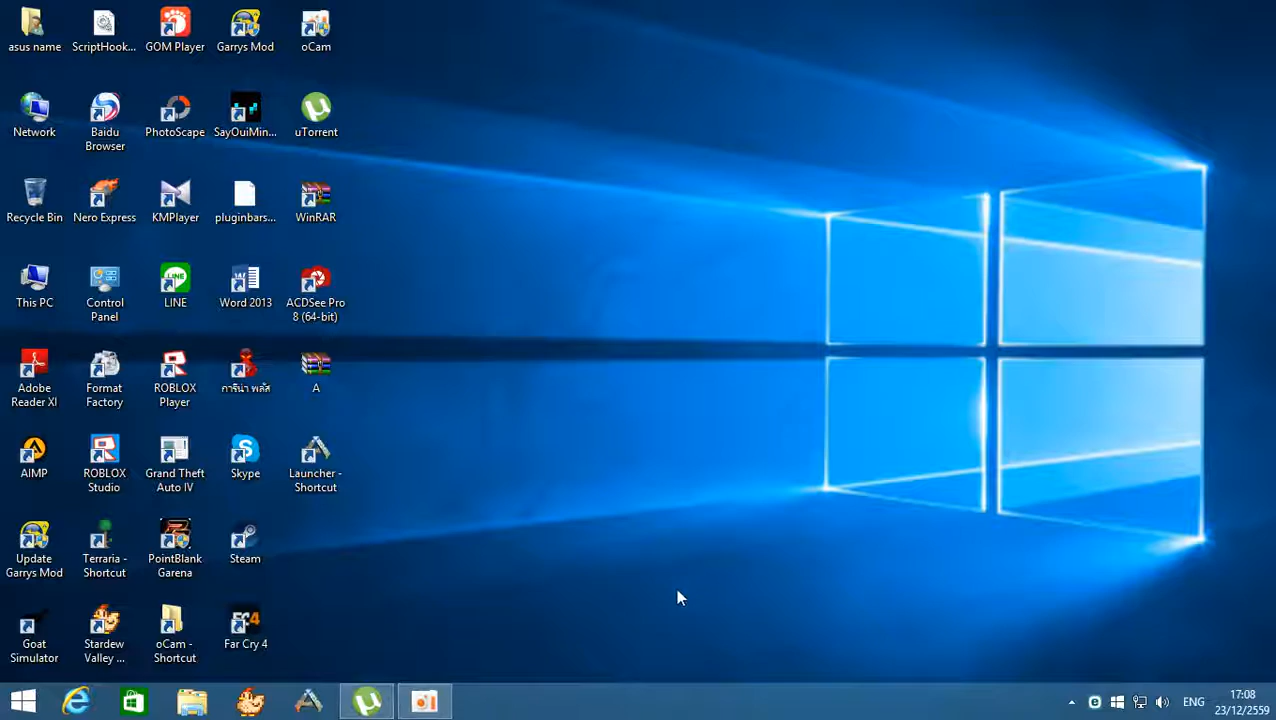 asus name
ScriptHook...
GOM Player
Garrys Mod
oCam
Network
Baidu
Browser
PhotoScape
SayOuiMin...
uTorrent
Recycle Bin
Nero Express
KMPlayer
pluginbars...
WinRAR
This PC
Control
Panel
LINE
Word 2013
ACDSee Pro
8 (64-bit)
Adobe
Reader XI
Format
Factory
ROBLOX
Player
การีน่า พลัส
A
AIMP
ROBLOX
Studio
Grand Theft
Auto IV
Skype
Launcher -
Shortcut
Update
Garrys Mod
Terraria -
Shortcut
PointBlank
Garena
Steam
Goat
Simulator
Stardew
Valley ...
oCam -
Shortcut
Far Cry 4
ENG
17:08
23/12/2559